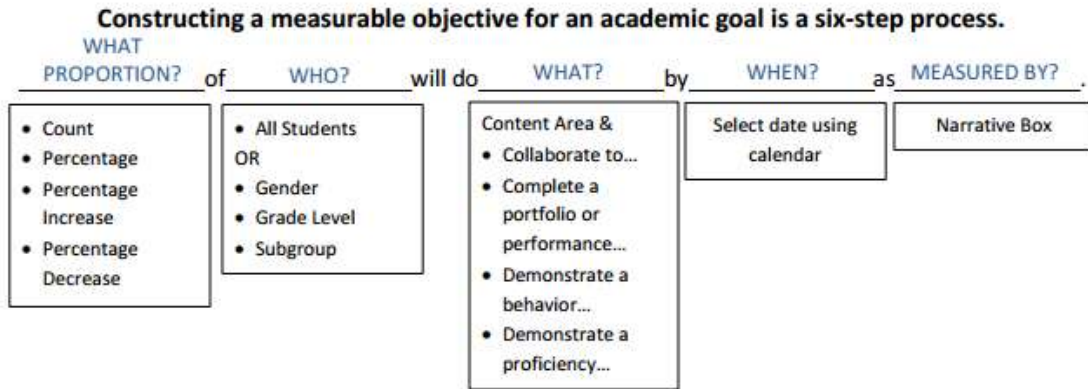 Constructing a measurable objective for an academic goal is a six-step process.
WHAT
PROPORTION? of WHO? will do WHAT? by WHEN? as MEASURED BY? .
• Count
• Percentage
• Percentage
Increase
• Percentage
Decrease
• All Students
OR
• Gender
• Grade Level
• Subgroup
Content Area &
• Collaborate to…
• Complete a
portfolio or
performance…
• Demonstrate a
behavior…
• Demonstrate a
proficiency…
Select date using
calendar
Narrative Box